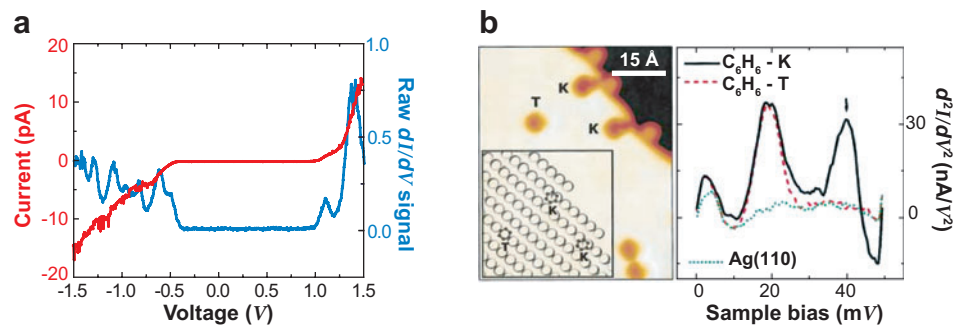 a
20
10
0
-10
-20
Current (pA)
-1.5
-1.0
-0.5
0.0
0.5
1.0
1.5
Voltage (V)
1.0
0.5
0.0
Raw dI/dV signal
b
15 Å
K
T
K
K
T
K
C6H6 - K
C6H6 - T
Ag(110)
0
20
40
Sample bias (mV)
30
0
d²I/dV² (nA/V²)